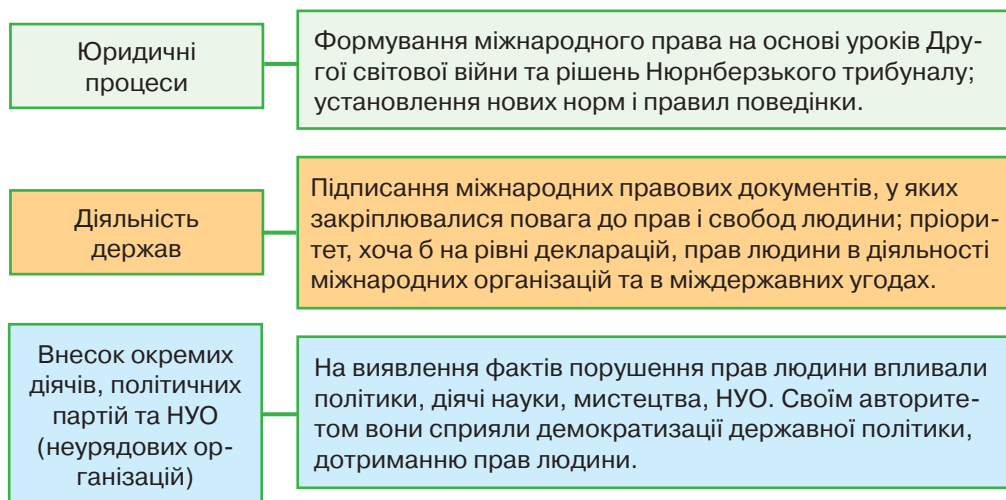 Юридичні
процеси
Формування міжнародного права на основі уроків Дру-
гої світової війни та рішень Нюрнберзького трибуналу;
установлення нових норм і правил поведінки.
Діяльність
держав
Підписання міжнародних правових документів, у яких
закріплювалися повага до прав і свобод людини; пріори-
тет, хоча б на рівні декларацій, прав людини в діяльності
міжнародних організацій та в міждержавних угодах.
Внесок окремих
діячів, політичних
партій та НУО
(неурядових ор-
ганізацій)
На виявлення фактів порушення прав людини впливали
політики, діячі науки, мистецтва, НУО. Своїм авторите-
том вони сприяли демократизації державної політики,
дотриманню прав людини.